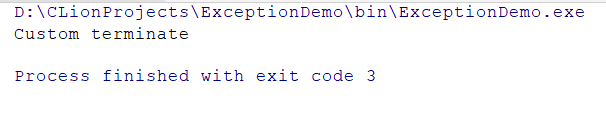 D:\CLionProjects\ExceptionDemo\bin\ExceptionDemo.exe
Custom terminate
Process finished with exit code 3